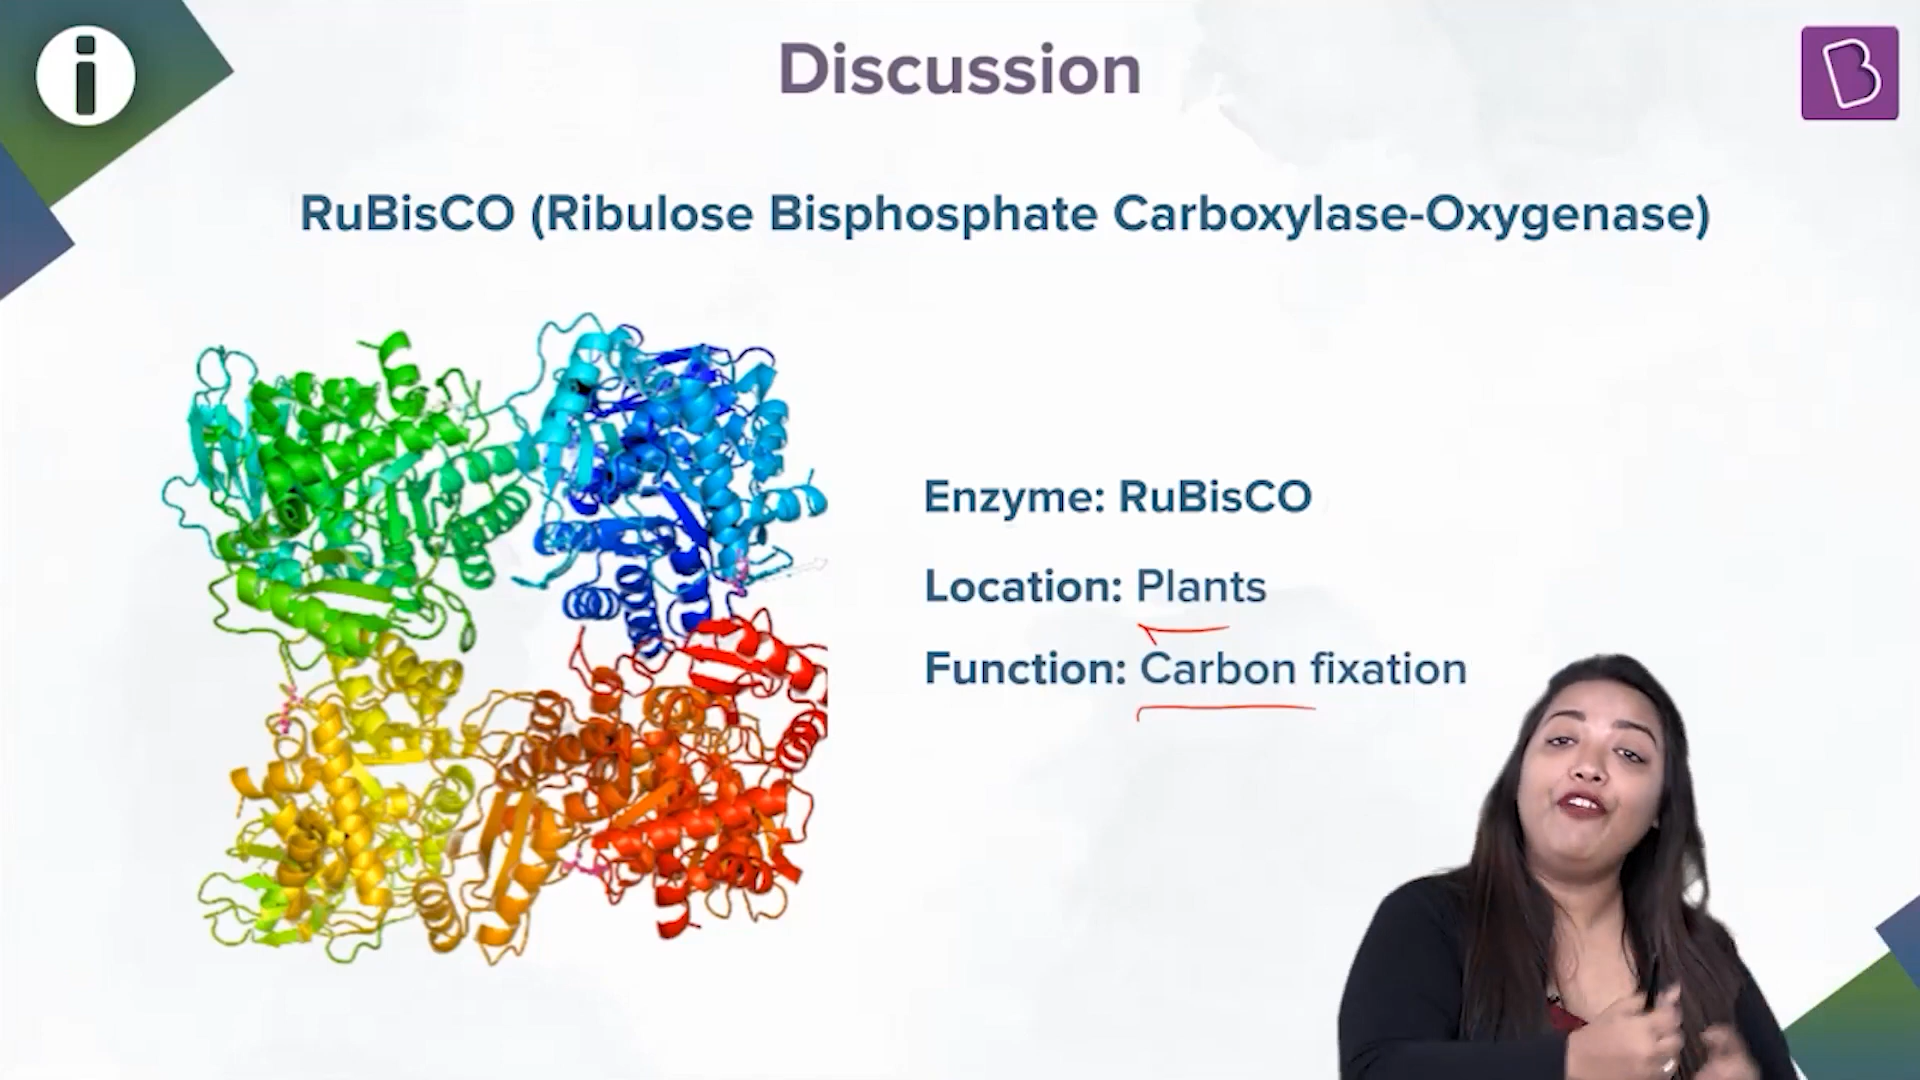 Discussion
RuBisCO (Ribulose Bisphosphate Carboxylase-Oxygenase)
Enzyme: RuBisCO
Location: Plants
Function: Carbon fixation